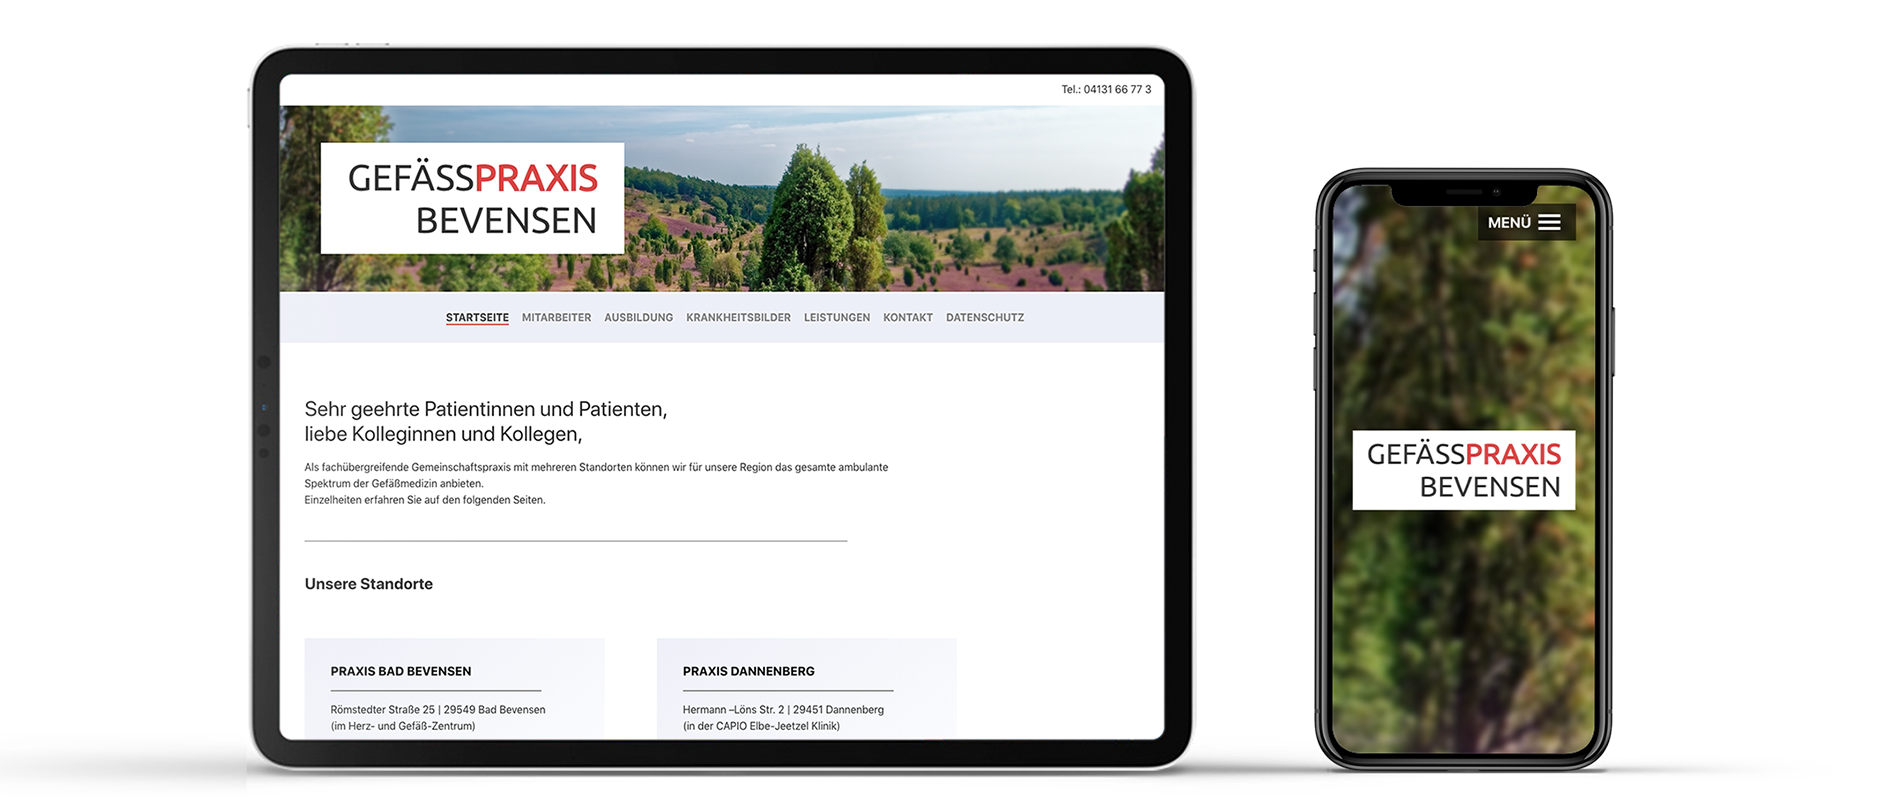 Tel.: 04131 66 77 3
GEFÄSSPRAXIS
BEVENSEN
STARTSEITE MITARBEITER AUSBILDUNG KRANKHEITSBILDER LEISTUNGEN KONTAKT DATENSCHUTZ
Sehr geehrte Patientinnen und Patienten,
liebe Kolleginnen und Kollegen,
Als fachübergreifende Gemeinschaftspraxis mit mehreren Standorten können wir für unsere Region das gesamte ambulante
Spektrum der Gefäßmedizin anbieten.
Einzelheiten erfahren Sie auf den folgenden Seiten.
Unsere Standorte
PRAXIS BAD BEVENSEN
Römstedter Straße 25 | 29549 Bad Bevensen
(im Herz- und Gefäß-Zentrum)
PRAXIS DANNENBERG
Hermann –Löns Str. 2 | 29451 Dannenberg
(in der CAPIO Elbe-Jeetzel Klinik)
MENÜ
GEFÄSSPRAXIS
BEVENSEN